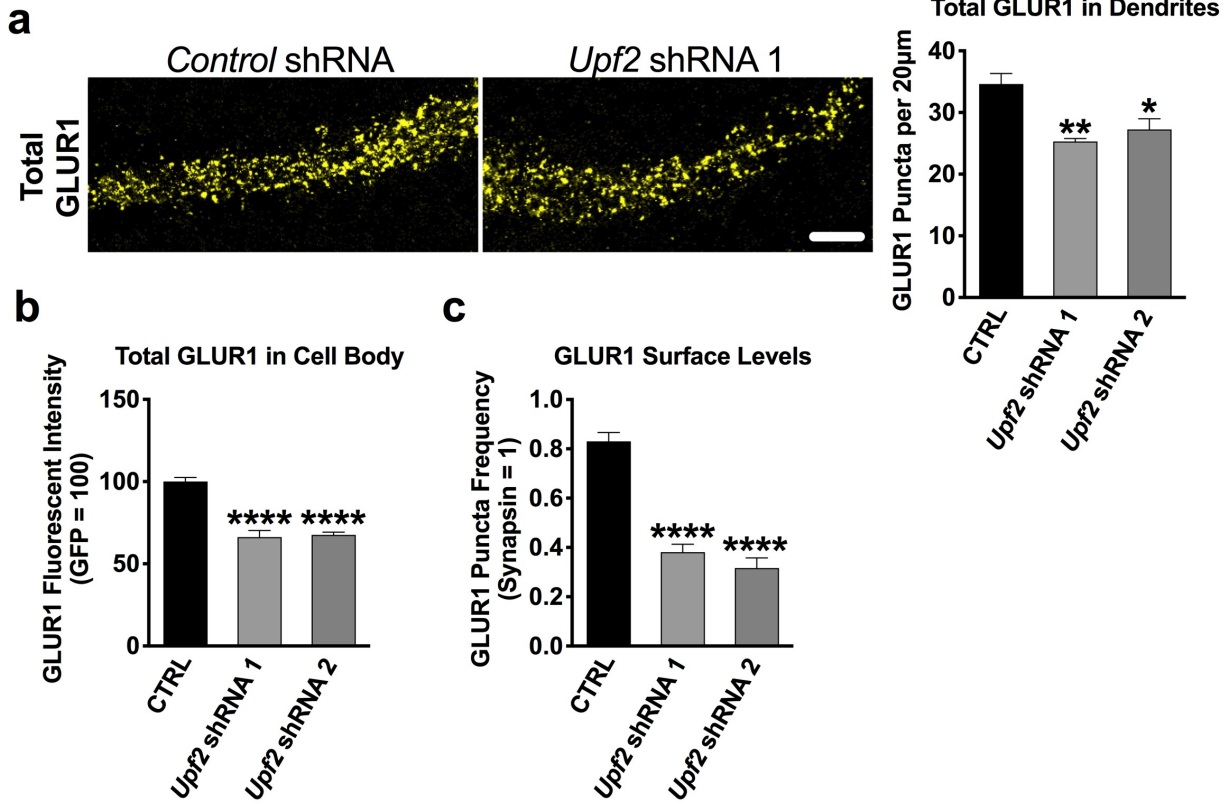 a
Control shRNA
Upf2 shRNA 1
Total
GLUR1
Total GLUR1 in Dendrites
GLUR1 Puncta per 20μm
40
30
20
10
0
**
*
CTRL
Upf2 shRNA 1
Upf2 shRNA 2
b
Total GLUR1 in Cell Body
GLUR1 Fluorescent Intensity
(GFP = 100)
150
100
50
0
****
****
CTRL
Upf2 shRNA 1
Upf2 shRNA 2
c
GLUR1 Surface Levels
GLUR1 Puncta Frequency
(Synapsin = 1)
1.0
0.8
0.6
0.4
0.2
0.0
****
****
CTRL
Upf2 shRNA 1
Upf2 shRNA 2